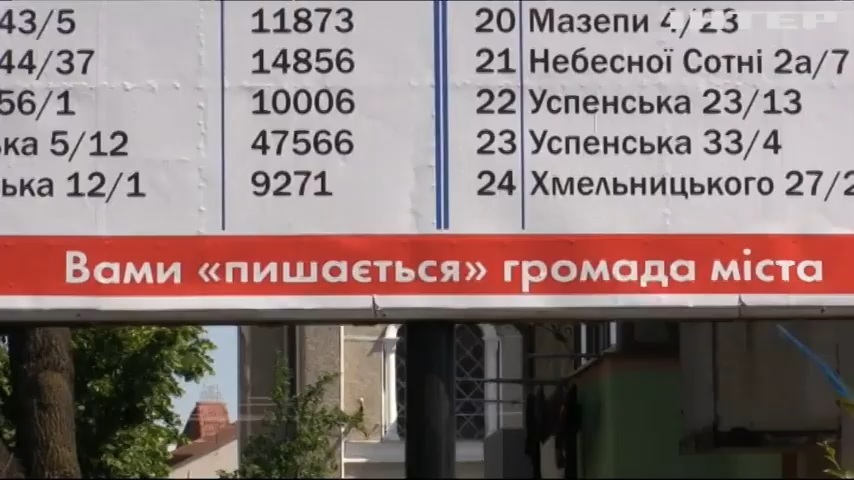 ІНТЕР
43/5 11873 20 Мазепи 4/23
44/37 14856 21 Небесної Сотні 2а/7
56/1 10006 22 Успенська 23/13
ька 5/12 47566 23 Успенська 33/4
ька 12/1 9271 24 Хмельницького 27/2
Вами «пишається» громада міста